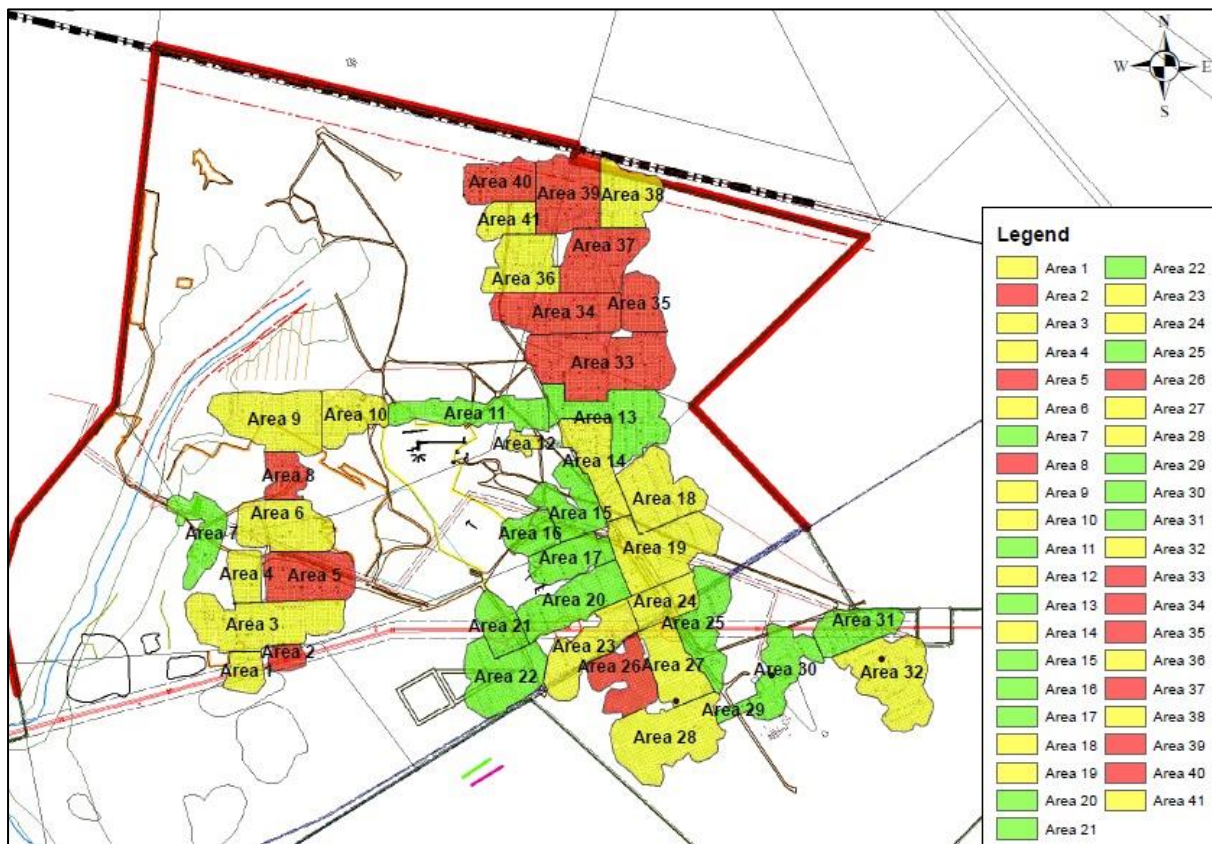 N
W E
S
Area 40
Area 39
Area 38
Area 41
Area 37
Area 36
Area 35
Area 34
Area 33
Area 9
Area 10
Area 11
Area 13
Area 12
Area 14
Area 8
Area 18
Area 6
Area 15
Area 7
Area 16
Area 19
Area 17
Area 4
Area 5
Area 20
Area 24
Area 3
Area 21
Area 25
Area 31
Area 23
Area 2
Area 26
Area 27
Area 30
Area 32
Area 1
Area 22
Area 29
Area 28
Legend
Area 1
Area 2
Area 3
Area 4
Area 5
Area 6
Area 7
Area 8
Area 9
Area 10
Area 11
Area 12
Area 13
Area 14
Area 15
Area 16
Area 17
Area 18
Area 19
Area 20
Area 21
Area 22
Area 23
Area 24
Area 25
Area 26
Area 27
Area 28
Area 29
Area 30
Area 31
Area 32
Area 33
Area 34
Area 35
Area 36
Area 37
Area 38
Area 39
Area 40
Area 41